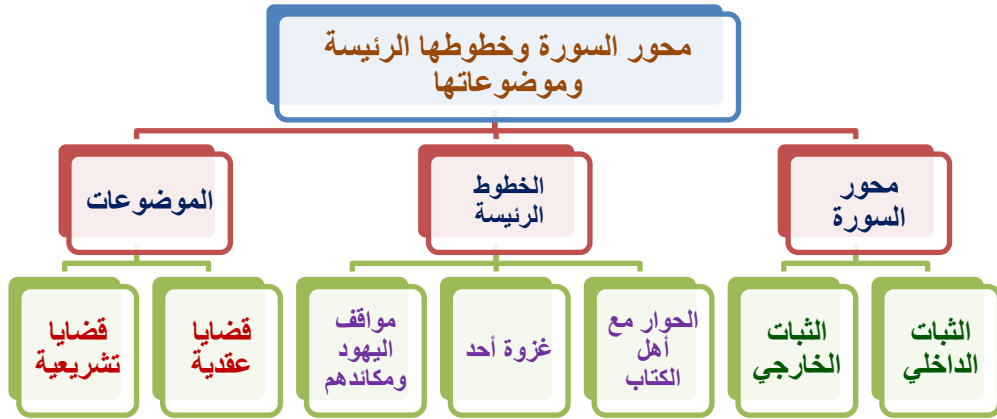 محور السورة وخطوطها الرئيسة
وموضوعاتها
محور
السورة
الخطوط
الرئيسة
الموضوعات
الثبات
الداخلي
الثبات
الخارجي
الحوار مع
أهل
الكتاب
غزوة أحد
مواقف
اليهود
ومكائدهم
قضايا
عقدية
قضايا
تشريعية